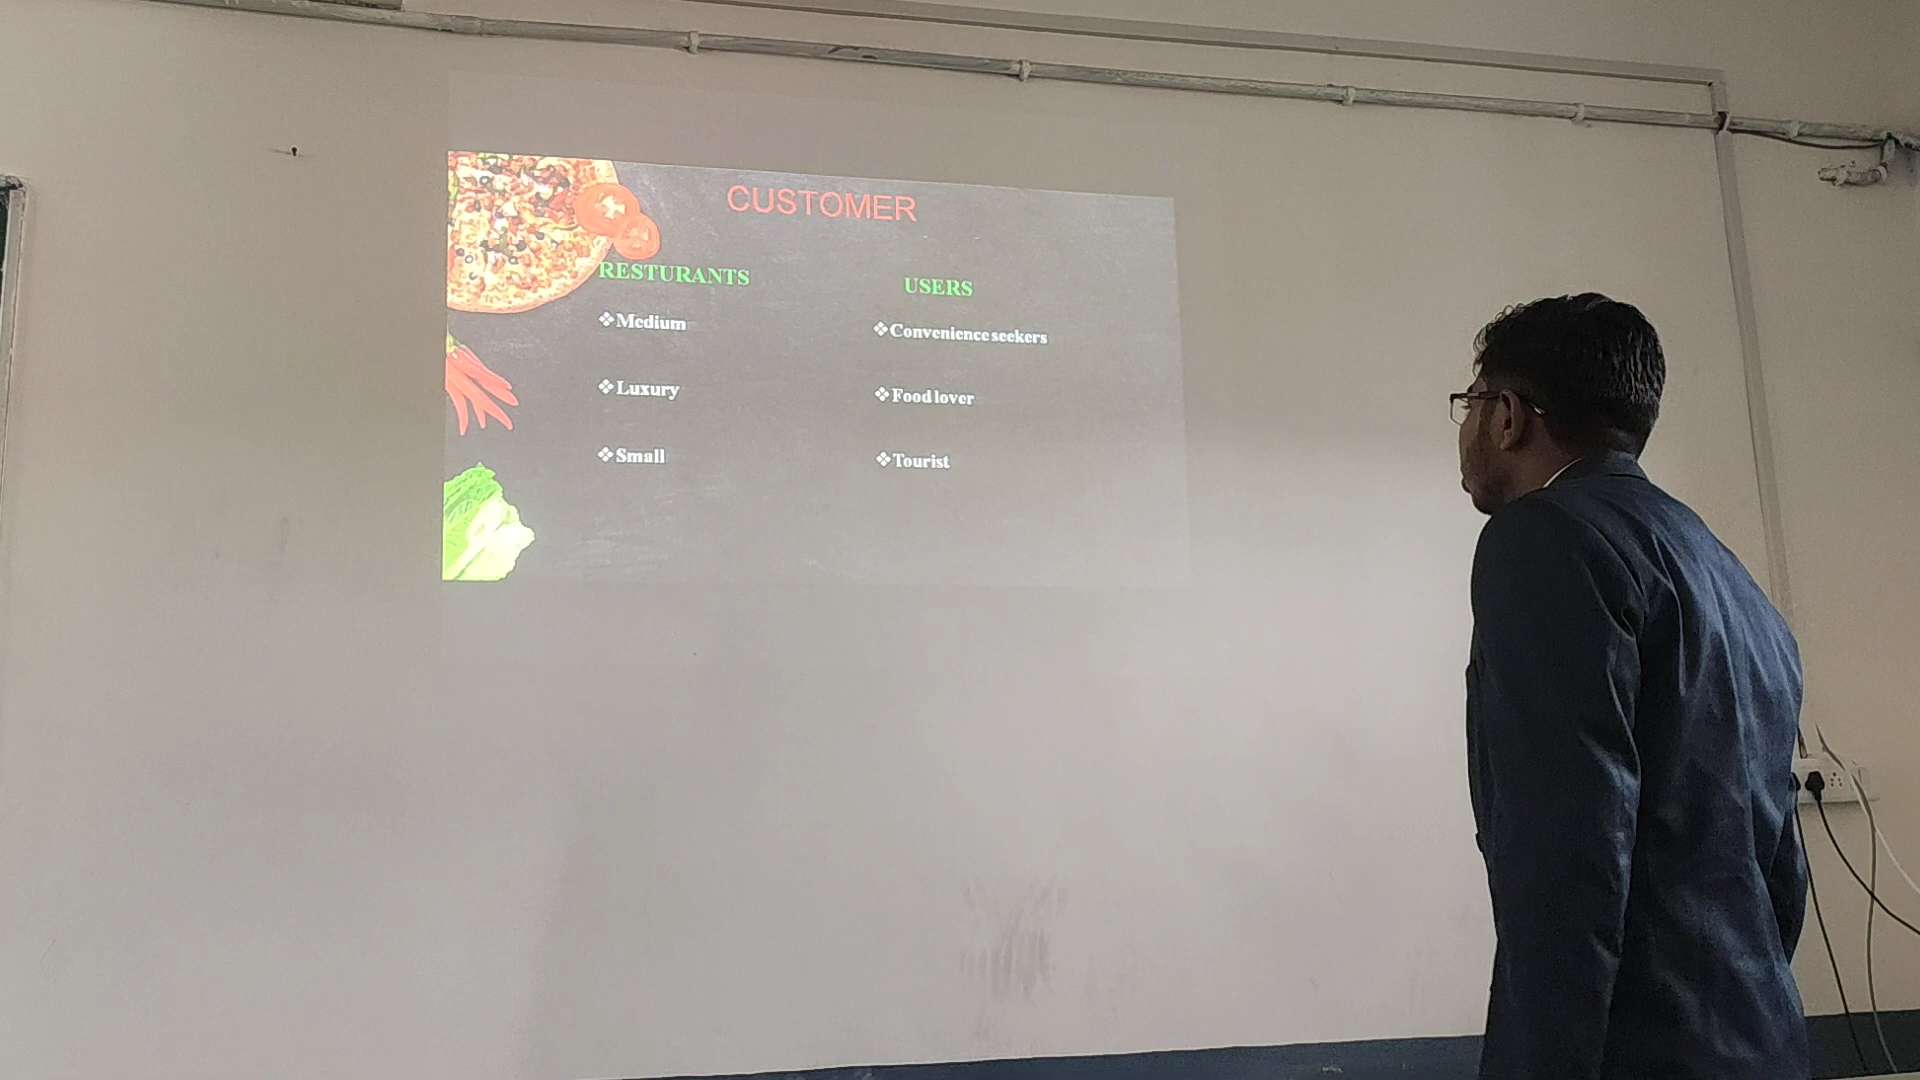 CUSTOMER
RESTURANTS
❖Medium
❖Luxury
❖Small
USERS
❖Convenience seekers
❖Food lover
❖Tourist